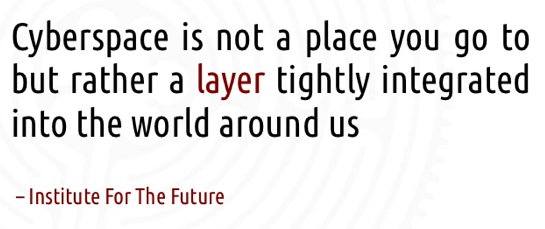 Cyberspace is not a place you go to
but rather a layer tightly integrated
into the world around us
– Institute For The Future